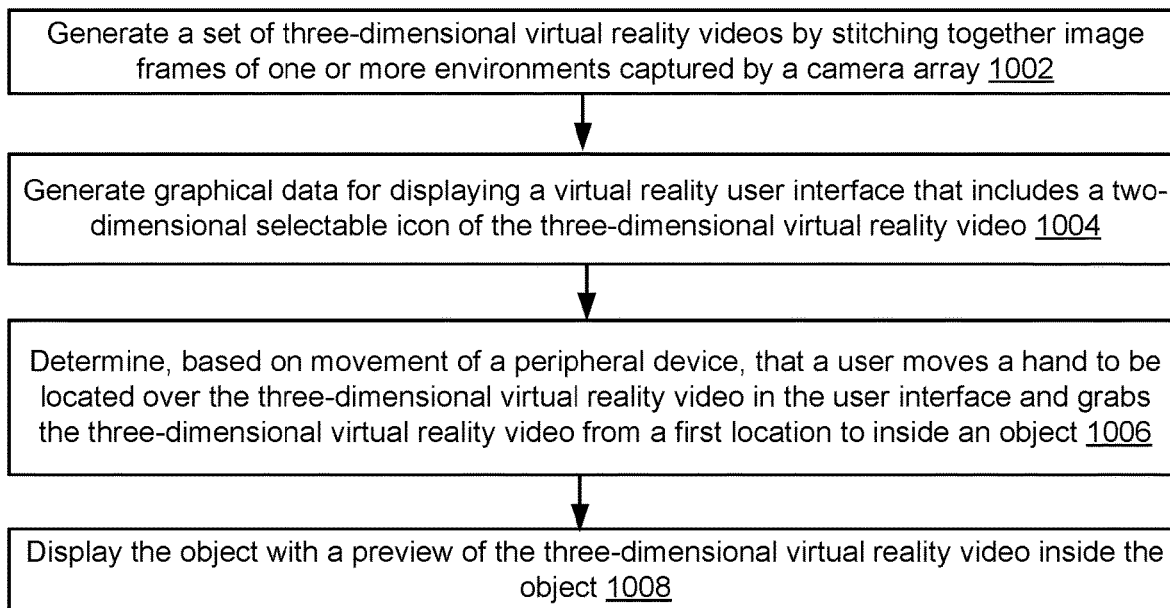 Generate a set of three-dimensional virtual reality videos by stitching together image
frames of one or more environments captured by a camera array 1002
Generate graphical data for displaying a virtual reality user interface that includes a two-
dimensional selectable icon of the three-dimensional virtual reality video 1004
Determine, based on movement of a peripheral device, that a user moves a hand to be
located over the three-dimensional virtual reality video in the user interface and grabs
the three-dimensional virtual reality video from a first location to inside an object 1006
Display the object with a preview of the three-dimensional virtual reality video inside the
object 1008